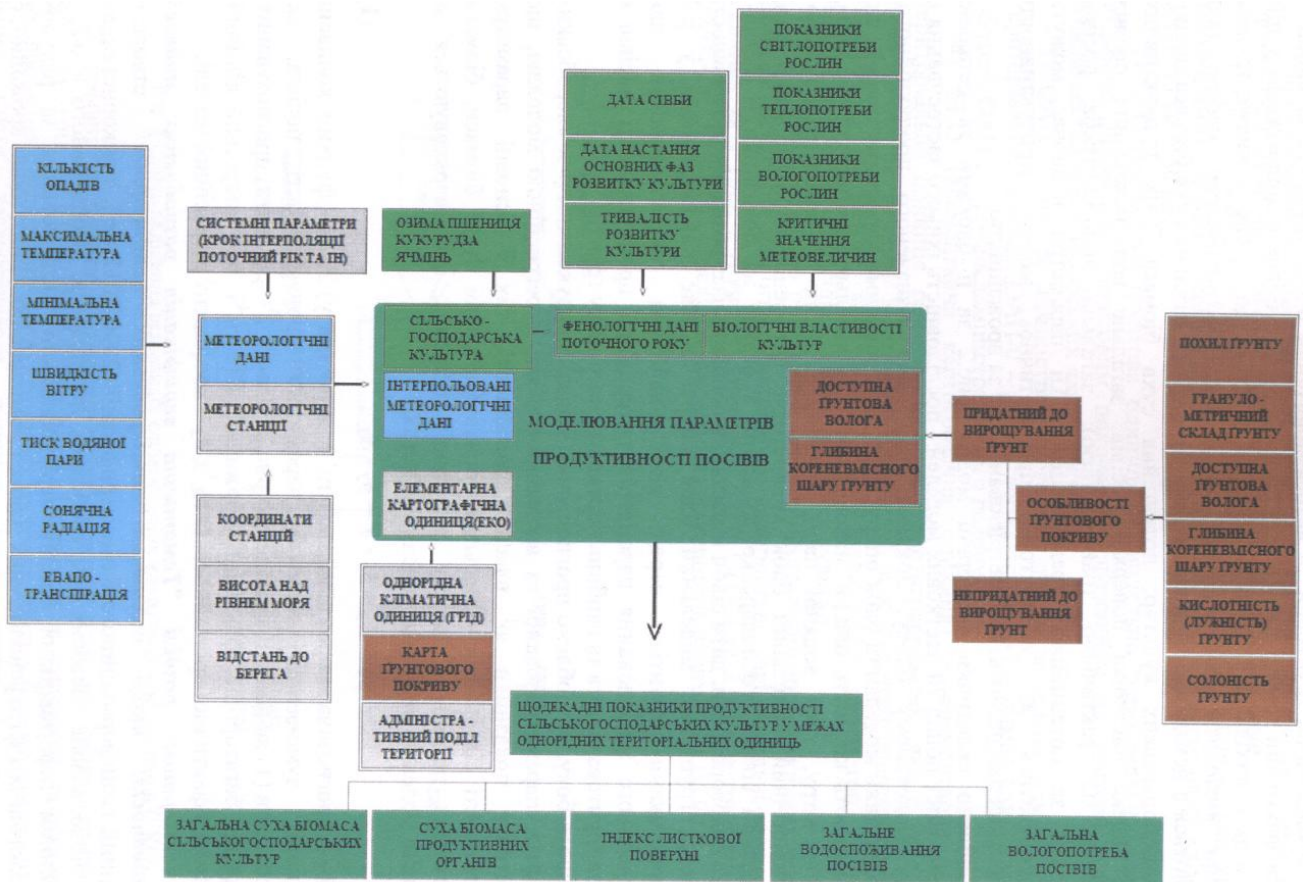 ПОКАЗНИКИ
СВІТЛОПОТРЕБИ
РОСЛИН
ПОКАЗНИКИ
ТЕПЛОПОТРЕБИ
РОСЛИН
ПОКАЗНИКИ
ВОЛОГОПОТРЕБИ
РОСЛИН
КРИТИЧНІ
ЗНАЧЕННЯ
МЕТЕОВЕЛИЧИН
ДАТА СІВБИ
ДАТА НАСТАННЯ
ОСНОВНИХ ФАЗ
РОЗВИТКУ КУЛЬТУРИ
ТРИВАЛІСТЬ
РОЗВИТКУ
КУЛЬТУРИ
ОЗИМА ПШЕНИЦЯ
КУКУРУДЗА
ЯЧМІНЬ
СИСТЕМНІ ПАРАМЕТРИ
(КРОК ІНТЕРПОЛЯЦІЇ
ПОТОЧНИЙ РІК ТА ІН)
КІЛЬКІСТЬ
ОПАДІВ
МАКСИМАЛЬНА
ТЕМПЕРАТУРА
МІНІМАЛЬНА
ТЕМПЕРАТУРА
ШВИДКІСТЬ
ВІТРУ
ТИСК ВОДЯНОЇ
ПАРИ
СОНЯЧНА
РАДІАЦІЯ
ЕВАПО -
ТРАНСПІРАЦІЯ
МЕТЕОРОЛОГІЧНІ
ДАНІ
МЕТЕОРОЛОГІЧНІ
СТАНЦІЇ
КООРДИНАТИ
СТАНЦІЙ
ВИСОТА НАД
РІВНЕМ МОРЯ
ВІДСТАНЬ ДО
БЕРЕГА
СІЛЬСЬКО -
ГОСПОДАРСЬКА
КУЛЬТУРА
ФЕНОЛОГІЧНІ ДАНІ
ПОТОЧНОГО РОКУ
БІОЛОГІЧНІ ВЛАСТИВОСТІ
КУЛЬТУР
ІНТЕРПОЛЬОВАНІ
МЕТЕОРОЛОГІЧНІ
ДАНІ
МОДЕЛЮВАННЯ ПАРАМЕТРІВ
ПРОДУКТИВНОСТІ ПОСІВІВ
ДОСТУПНА
ҐРУНТОВА
ВОЛОГА
ГЛИБИНА
КОРЕНЕВМІСНОГО
ШАРУ ҐРУНТУ
ЕЛЕМЕНТАРНА
КАРТОГРАФІЧНА
ОДИНИЦЯ(ЕКО)
ОДНОРІДНА
КЛІМАТИЧНА
ОДИНИЦЯ (ГРІД)
КАРТА
ҐРУНТОВОГО
ПОКРИВУ
АДМІНІСТРА -
ТИВНИЙ ПОДІЛ
ТЕРИТОРІЇ
ПРИДАТНИЙ ДО
ВИРОЩУВАННЯ
ҐРУНТ
ОСОБЛИВОСТІ
ҐРУНТОВОГО
ПОКРИВУ
НЕПРИДАТНИЙ ДО
ВИРОЩУВАННЯ
ҐРУНТ
ПОХИЛ ҐРУНТУ
ГРАНУЛО -
МЕТРИЧНИЙ
СКЛАД ҐРУНТУ
ДОСТУПНА
ҐРУНТОВА
ВОЛОГА
ГЛИБИНА
КОРЕНЕВМІСНОГО
ШАРУ ҐРУНТУ
КИСЛОТНІСТЬ
(ЛУЖНІСТЬ)
ҐРУНТУ
СОЛОНІСТЬ
ҐРУНТУ
ЩОДЕКАДНІ ПОКАЗНИКИ ПРОДУКТИВНОСТІ
СІЛЬСЬКОГОСПОДАРСЬКИХ КУЛЬТУР У МЕЖАХ
ОДНОРІДНИХ ТЕРИТОРІАЛЬНИХ ОДИНИЦЬ
ЗАГАЛЬНА СУХА БІОМАСА
СІЛЬСЬКОГОСПОДАРСЬКИХ
КУЛЬТУР
СУХА БІОМАСА
ПРОДУКТИВНИХ
ОРГАНІВ
ІНДЕКС ЛИСТКОВОЇ
ПОВЕРХНІ
ЗАГАЛЬНЕ
ВОДОСПОЖИВАННЯ
ПОСІВІВ
ЗАГАЛЬНА
ВОЛОГОПОТРЕБА
ПОСІВІВ